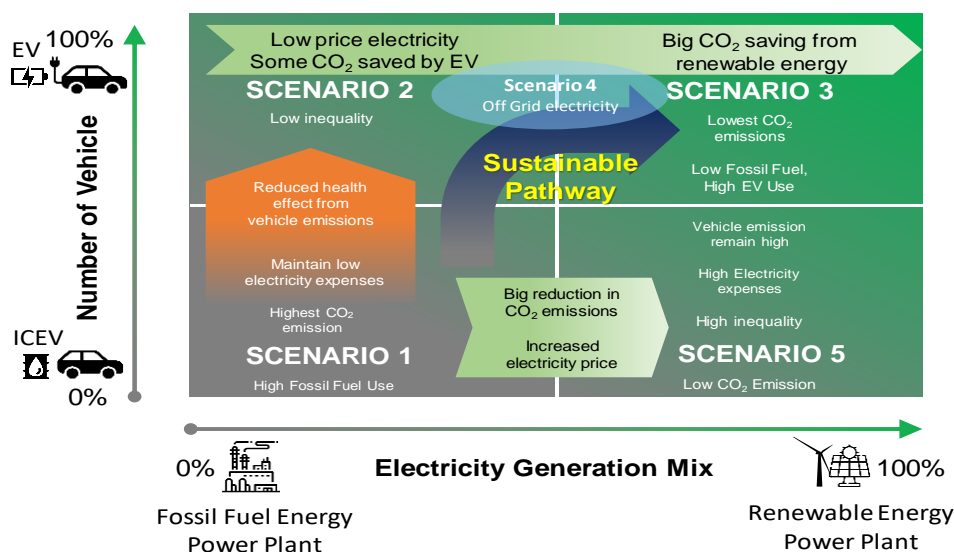 EV 100%
Number of Vehicle
ICEV
0%
Low price electricity
Some CO₂ saved by EV
Big CO₂ saving from
renewable energy
SCENARIO 2
Low inequality
Scenario 4
Off Grid electricity
SCENARIO 3
Lowest CO₂
emissions
Low Fossil Fuel,
High EV Use
Sustainable
Pathway
Reduced health
effect from
vehicle emissions
Maintain low
electricity expenses
Highest CO₂
emission
SCENARIO 1
High Fossil Fuel Use
Big reduction in
CO₂ emissions
Increased
electricity price
Vehicle emission
remain high
High Electricity
expenses
High inequality
SCENARIO 5
Low CO₂ Emission
0%
Electricity Generation Mix
100%
Fossil Fuel Energy
Power Plant
Renewable Energy
Power Plant